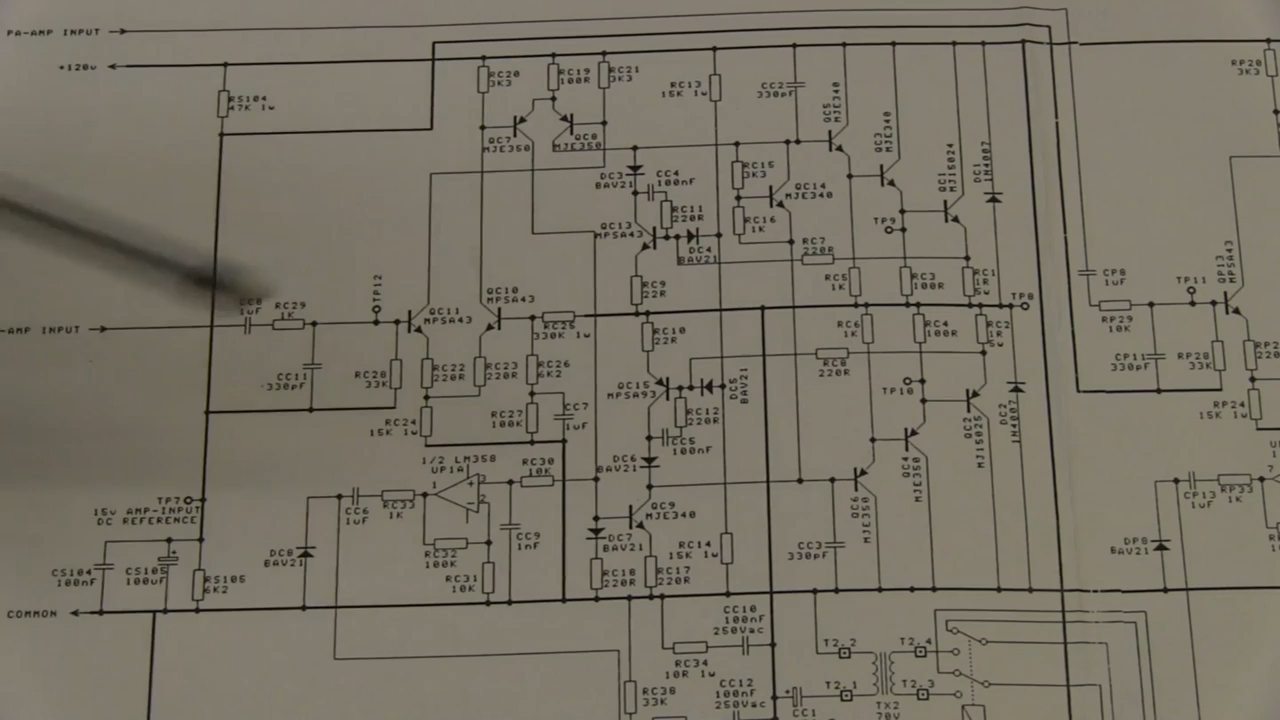 PA-AMP INPUT
+120v
RS104
47K 1w
RC20
3K3
RC19
100R
RC21
3K3
RC13
15K 1w
CC2
330pF
QC5
MJE340
QC3
MJE340
QC1
MJ15024
DC1
1N4007
RP20
3K3
QC7
MJE350
QC8
MJE350
DC3
BAV21
CC4
100nF
RC15
3K3
QC14
MJE340
RC11
220R
RC16
1K
QC13
MPSA43
DC4
BAV21
RC7
220R
TP9
RC9
22R
RC5
1K
RC3
100R
RC1
1R
5w
TP8
-AMP INPUT
1uF
RC29
1K
TP12
QC11
MPSA43
QC10
MPSA43
RC25
330K 1w
CC11
330pF
RC28
33K
RC22
220R
RC23
220R
RC26
6K2
RC24
15K 1w
RC27
100K
CC7
1uF
RC10
22R
RC6
1K
RC4
100R
RC2
1R
5w
RC8
220R
QC15
MPSA93
DC5
BAV21
RC12
220R
CC5
100nF
TP10
QC2
MJ15025
DC2
1N4007
QC4
MJE350
QC6
MJE350
CP8
1uF
RP29
10K
TP11
QP13
MPSA43
CP11
330pF
RP28
33K
RP24
15K 1w
1/2 LM358
UP1A
1
3
2
RC30
10K
DC6
BAV21
TP7
15v AMP-INPUT
DC REFERENCE
CC6
1uF
RC33
1K
RC32
100K
RC31
10K
CC9
1nF
QC9
MJE340
DC7
BAV21
RC18
220R
RC17
220R
RC14
15K 1w
CC3
330pF
DC8
BAV21
CS104
100nF
CS105
100uF
RS105
6K2
COMMON
CP13
1uF
RP33
1K
DP8
BAV21
CC10
100nF
250Vac
RC34
10R 1w
CC12
100nF
250Vac
RC38
33K
T2.2
T2.4
T2.1
T2.3
CC1
TX2
70V